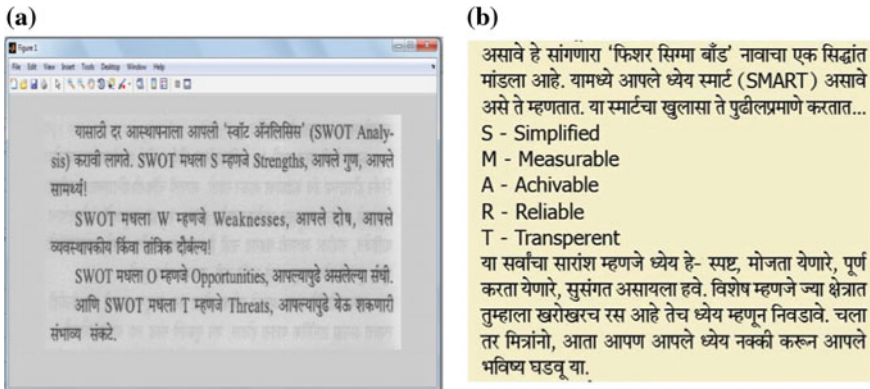 (a)
Figure 1
File Edit View Insert Tools Desktop Window Help
यासाठी दर आस्थापनाला आपली ‘स्वॉट ॲनलिसिस’ (SWOT Analy-
sis) करावी लागते. SWOT मधला S म्हणजे Strengths, आपले गुण, आपले
सामर्थ्य!
SWOT मधला W म्हणजे Weaknesses, आपले दोष, आपले
व्यवस्थापकीय किंवा तांत्रिक दौर्बल्य!
SWOT मधला O म्हणजे Opportunities, आपल्यापुढे असलेल्या संधी.
आणि SWOT मधला T म्हणजे Threats, आपल्यापुढे येऊ शकणारी
संभाव्य संकटे.
(b)
असावे हे सांगणारा ‘फिशर सिग्मा बाँड’ नावाचा एक सिद्धांत
मांडला आहे. यामध्ये आपले ध्येय स्मार्ट (SMART) असावे
असे ते म्हणतात. या स्मार्टचा खुलासा ते पुढीलप्रमाणे करतात...
S - Simplified
M - Measurable
A - Achivable
R - Reliable
T - Transperent
या सर्वांचा सारांश म्हणजे ध्येय हे- स्पष्ट, मोजता येणारे, पूर्ण
करता येणारे, सुसंगत असायला हवे. विशेष म्हणजे ज्या क्षेत्रात
तुम्हाला खरोखरच रस आहे तेच ध्येय म्हणून निवडावे. चला
तर मित्रांनो, आता आपण आपले ध्येय नक्की करून आपले
भविष्य घडवू या.